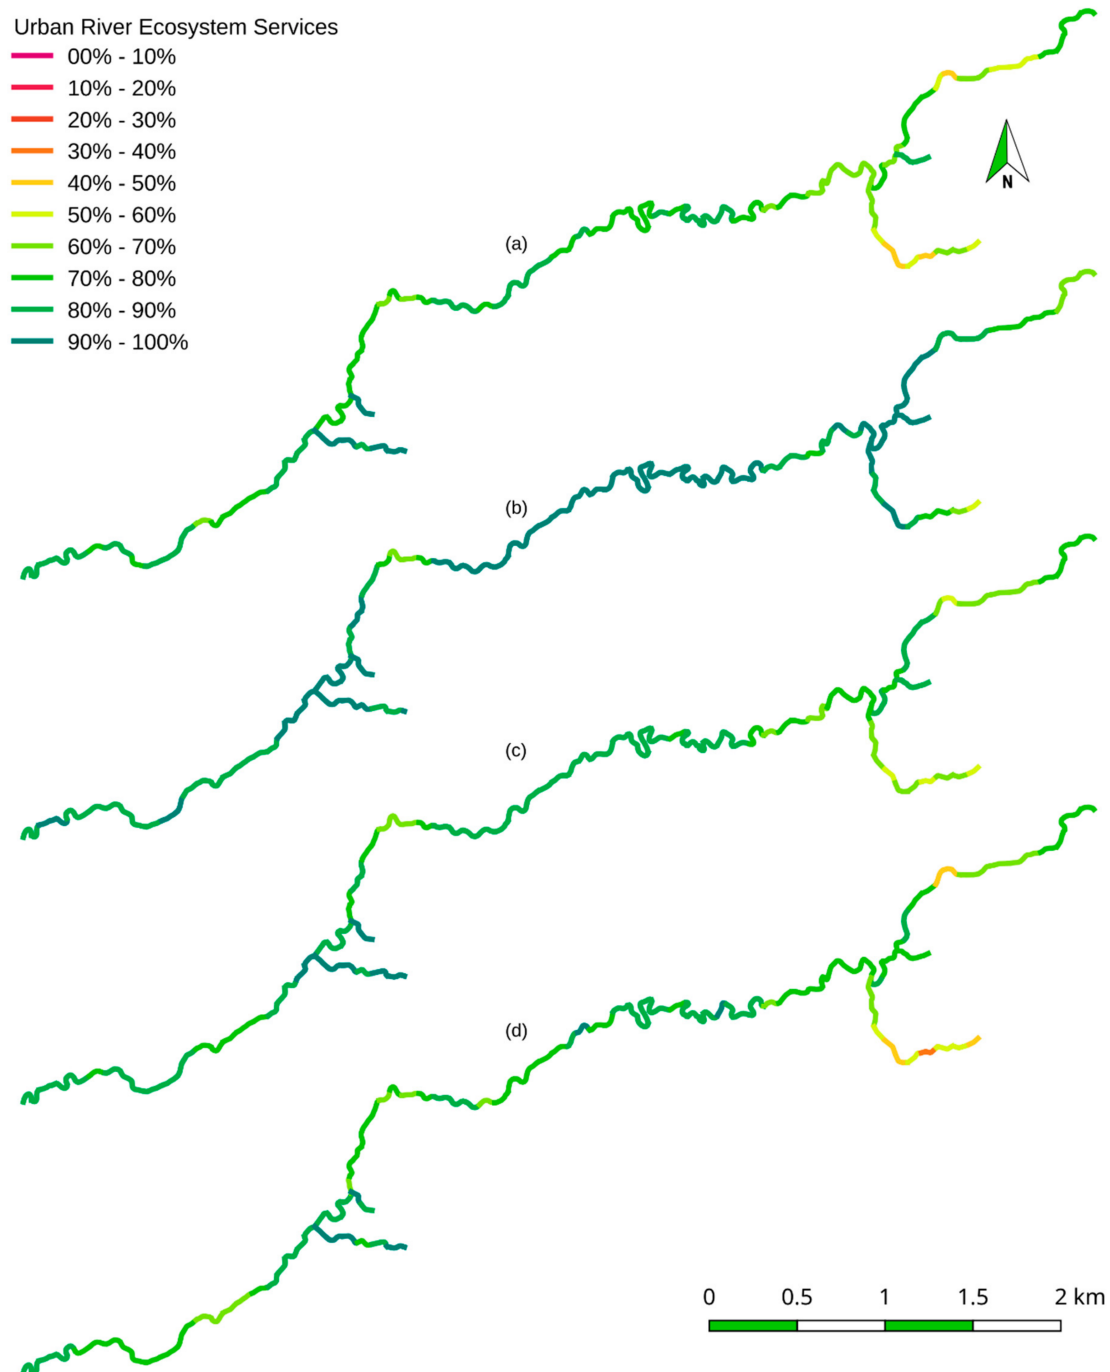 Urban River Ecosystem Services
00% - 10%
10% - 20%
20% - 30%
30% - 40%
40% - 50%
50% - 60%
60% - 70%
70% - 80%
80% - 90%
90% - 100%
N
(a)
(b)
(c)
(d)
0 0.5 1 1.5 2 km